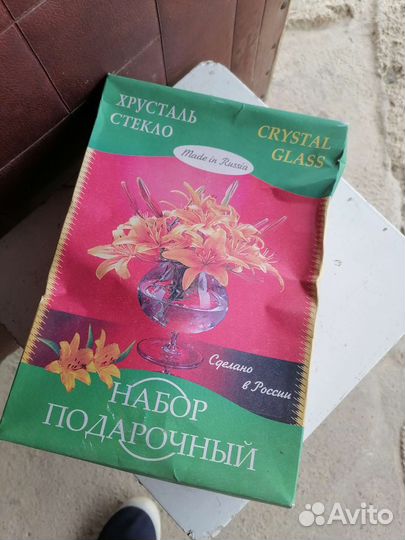 ХРУСТАЛЬ
СТЕКЛО
CRYSTAL
GLASS
Made in Russia
Сделано
в России
НАБОР
ПОДАРОЧНЫЙ
Avito